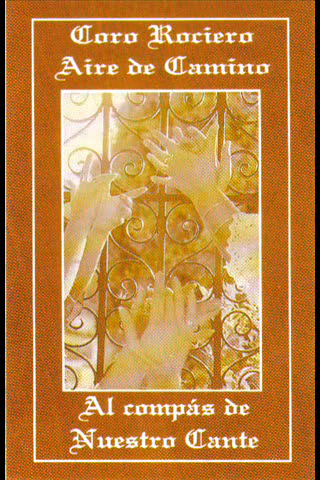 Coro Rociero
Aire de Camino
Al compás de
Nuestro Cante